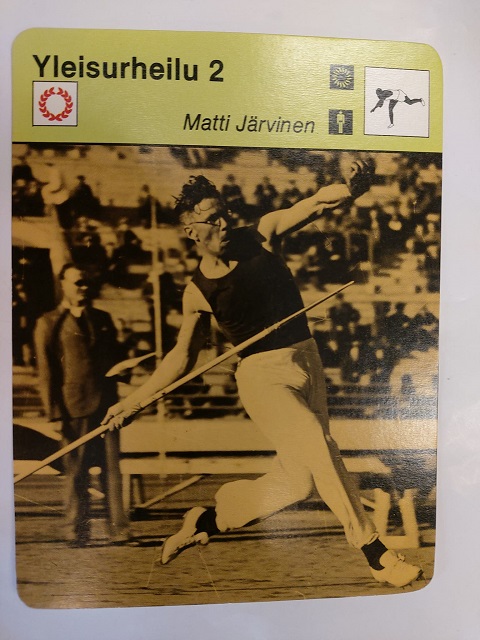 Yleisurheilu 2
Matti Järvinen